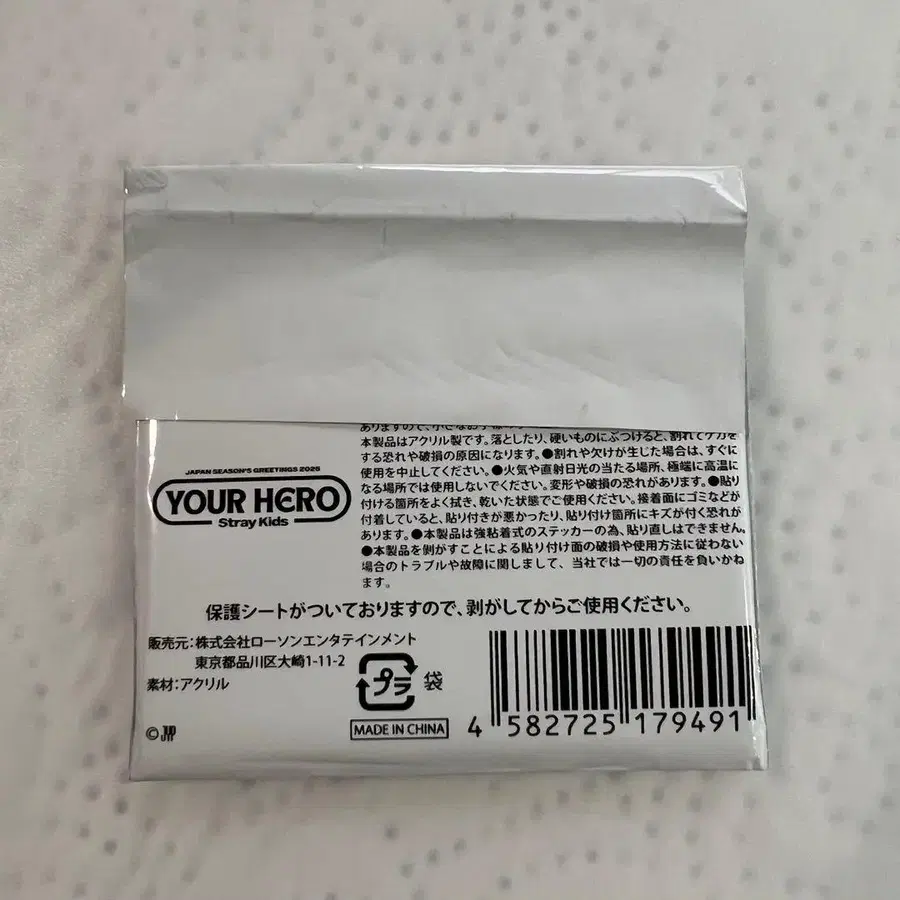 ありますので、小さなお子様の
本製品はアクリル製です。落としたり、硬いものにぶつけると、割れてケガを
する恐れや破損の原因になります。●割れや欠けが生じた場合は、すぐに
使用を中止してください。●火気や直射日光の当たる場所、極端に高温に
なる場所では使用しないでください。変形や破損の恐れがあります。●貼り
付ける箇所をよく拭き、乾いた状態でご使用ください。接着面にゴミなどが
付着していると、貼り付きが悪かったり、貼り付け箇所にキズが付く恐れが
あります。●本製品は強粘着式のステッカーの為、貼り直しはできません。
●本製品を剥がすことによる貼り付け面の破損や使用方法に従わない
場合のトラブルや故障に関しまして、当社では一切の責任を負いかね
ます。
JAPAN SEASON'S GREETINGS 2025
YOUR HERO
Stray Kids
保護シートがついておりますので、剥がしてからご使用ください。
販売元：株式会社ローソンエンタテインメント
東京都品川区大崎1-11-2
素材：アクリル
プラ
袋
© JYP
MADE IN CHINA
4 582725 179491